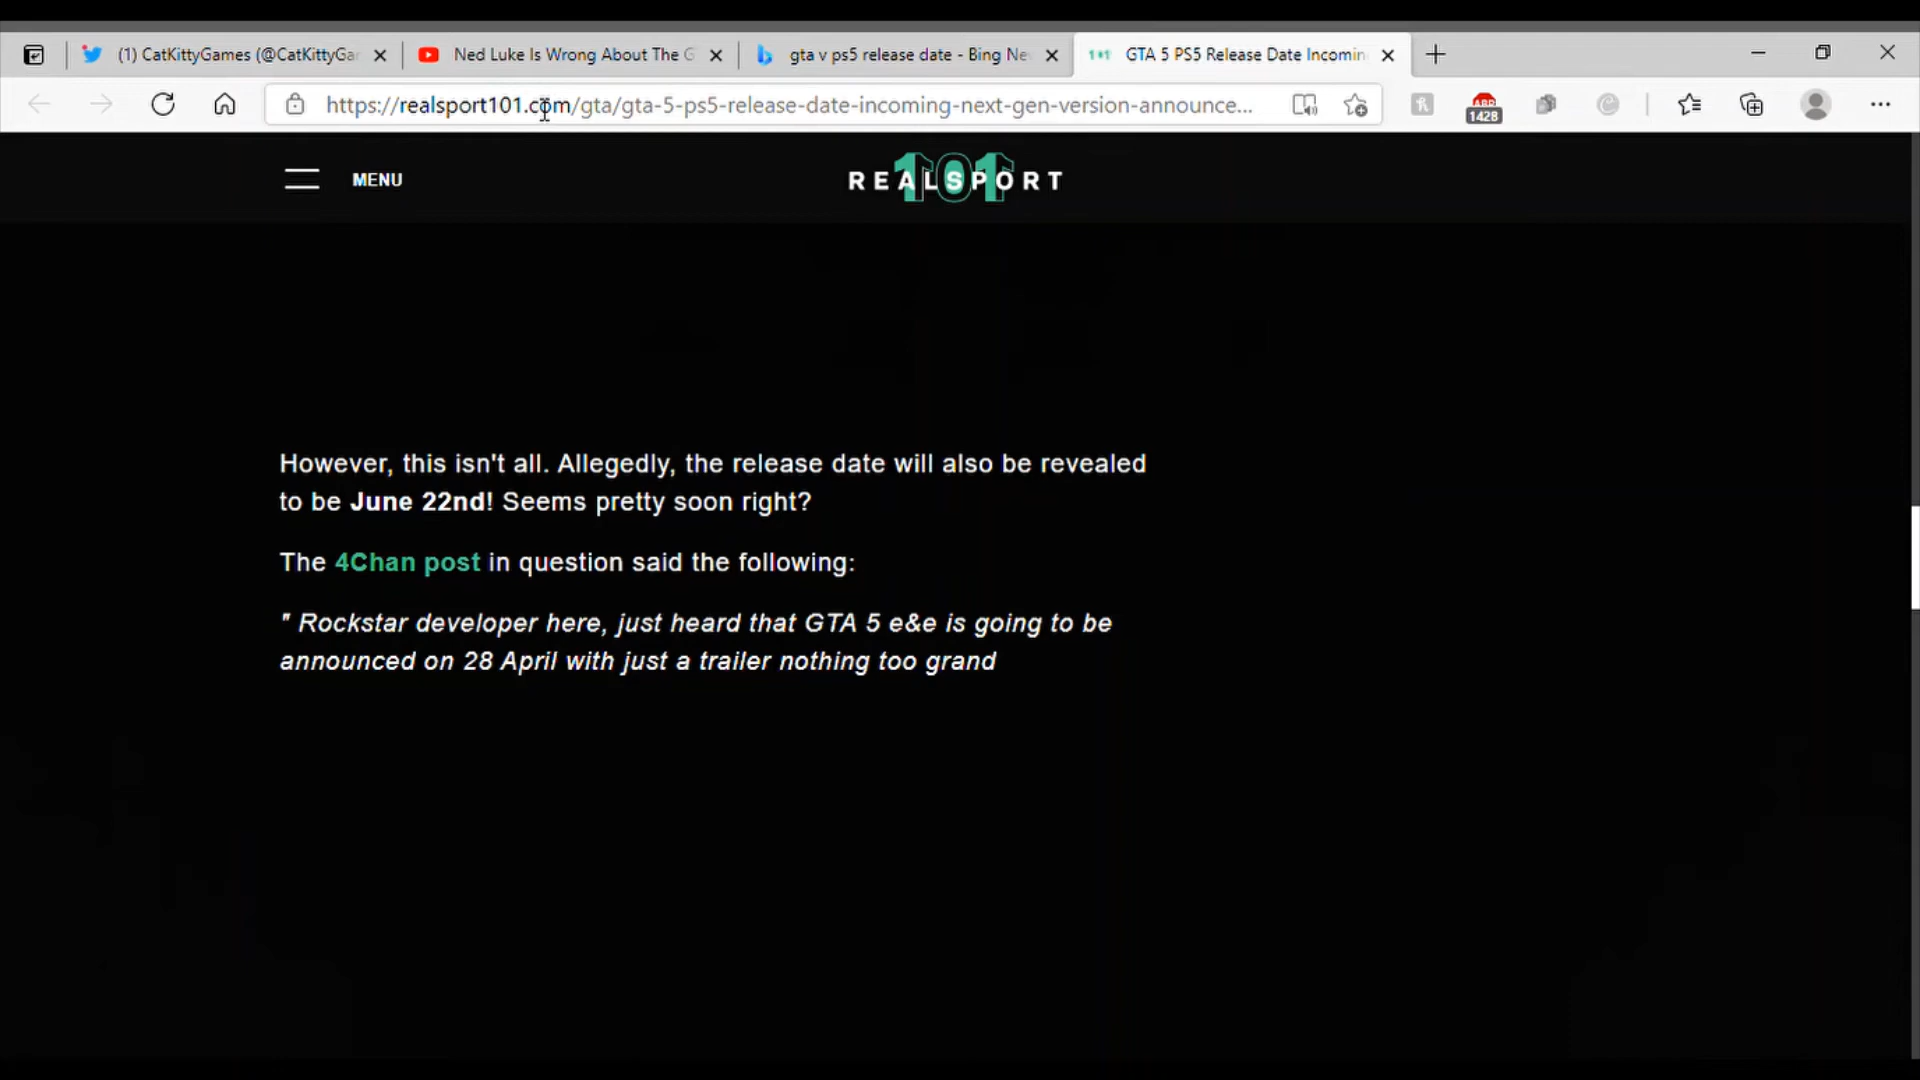 (1) CatKittyGames (@CatKittyGar
Ned Luke Is Wrong About The G
gta v ps5 release date - Bing Ne
GTA 5 PS5 Release Date Incomin
https://realsport101.com/gta/gta-5-ps5-release-date-incoming-next-gen-version-announce...
ABP
1428
MENU
REALSPORT
101
However, this isn't all. Allegedly, the release date will also be revealed
to be June 22nd! Seems pretty soon right?
The 4Chan post in question said the following:
" Rockstar developer here, just heard that GTA 5 e&e is going to be
announced on 28 April with just a trailer nothing too grand